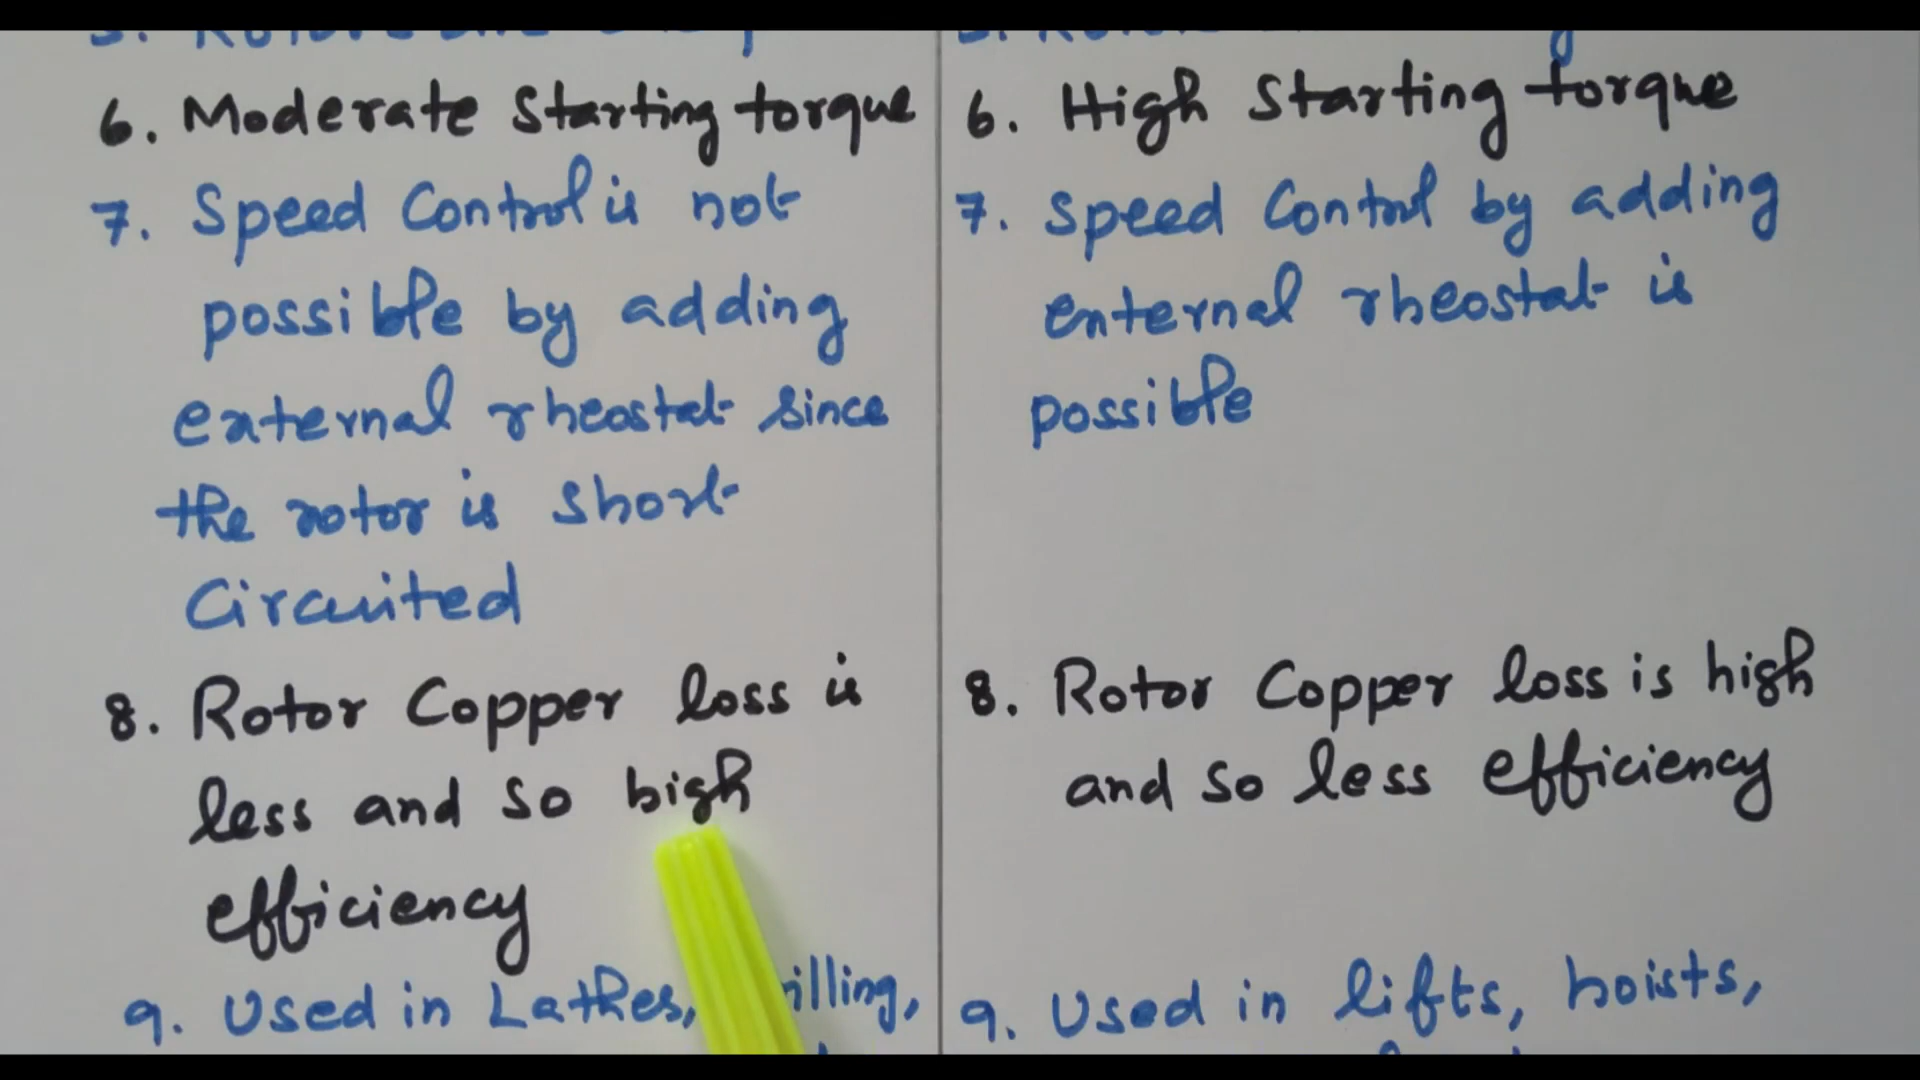 6. Moderate Starting torque
7. Speed Control is not
possible by adding
external rheostat since
the rotor is short
Circuited
8. Rotor Copper loss is
less and so high
efficiency
9. Used in Lathes,
6. High Starting torque
7. Speed Control by adding
external rheostat is
possible
8. Rotor Copper loss is high
and so less efficiency
9. Used in lifts, hoists,